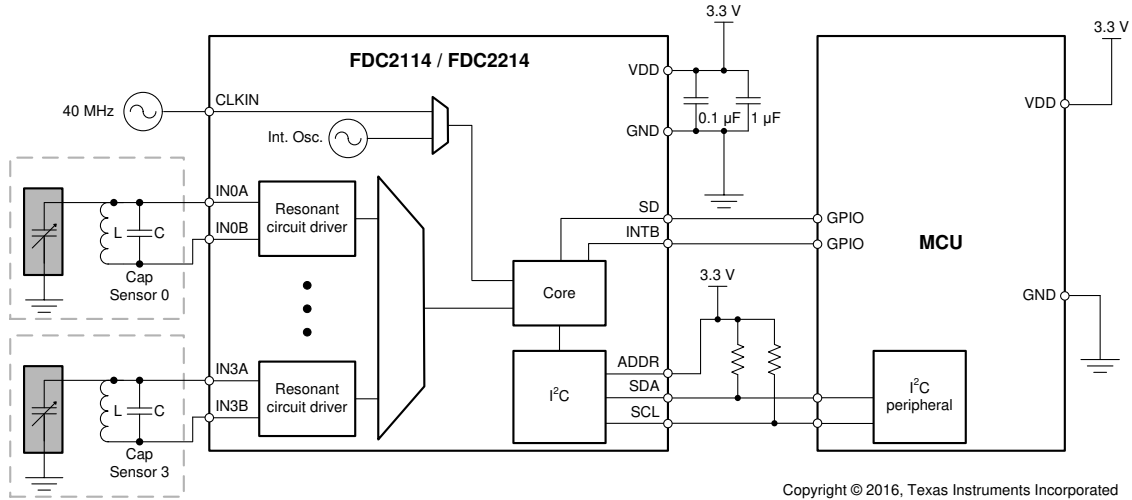 3.3 V
3.3 V
FDC2114 / FDC2214
VDD
CLKIN
40 MHz
0.1 µF
1 µF
VDD
Int. Osc.
GND
IN0A
Resonant
circuit driver
IN0B
L
C
Cap
Sensor 0
SD
GPIO
INTB
GPIO
MCU
3.3 V
Core
GND
IN3A
Resonant
circuit driver
IN3B
L
C
Cap
Sensor 3
I²C
ADDR
SDA
SCL
I²C
peripheral
Copyright © 2016, Texas Instruments Incorporated